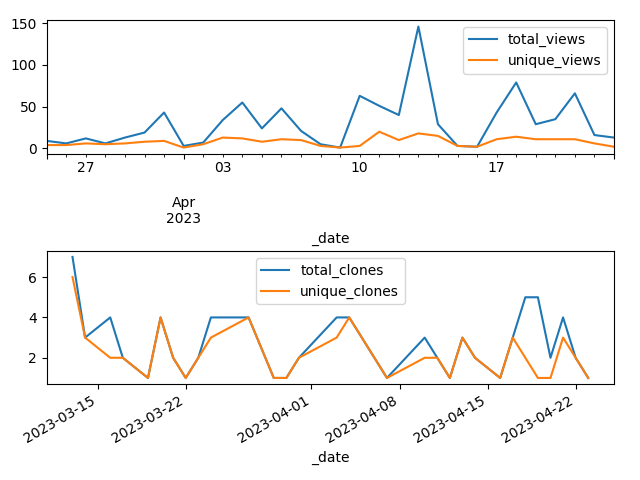 150
100
50
0
total_views
unique_views
27
03
10
17
Apr
2023
_date
6
4
2
total_clones
unique_clones
2023-03-15
2023-03-22
2023-04-01
2023-04-08
2023-04-15
2023-04-22
_date